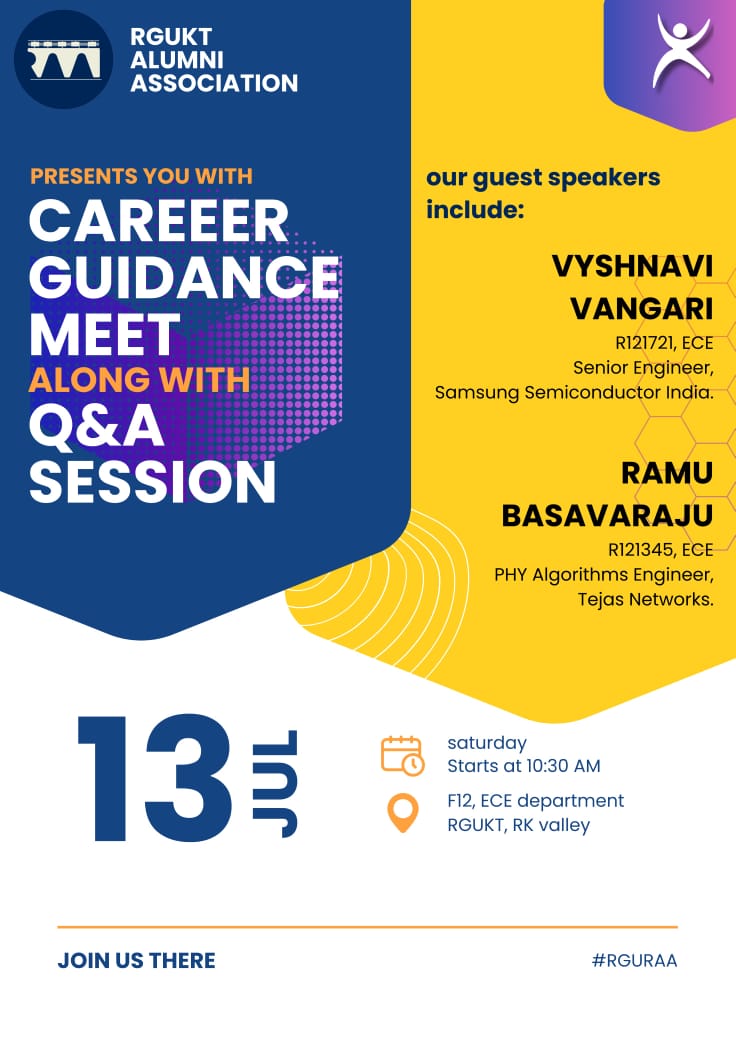 RGUKT
ALUMNI
ASSOCIATION
PRESENTS YOU WITH
CAREEER
GUIDANCE
MEET
ALONG WITH
Q&A
SESSION
our guest speakers
include:
VYSHNAVI
VANGARI
R121721, ECE
Senior Engineer,
Samsung Semiconductor India.
RAMU
BASAVARAJU
R121345, ECE
PHY Algorithms Engineer,
Tejas Networks.
13
JUL
saturday
Starts at 10:30 AM
F12, ECE department
RGUKT, RK valley
JOIN US THERE
#RGURAA